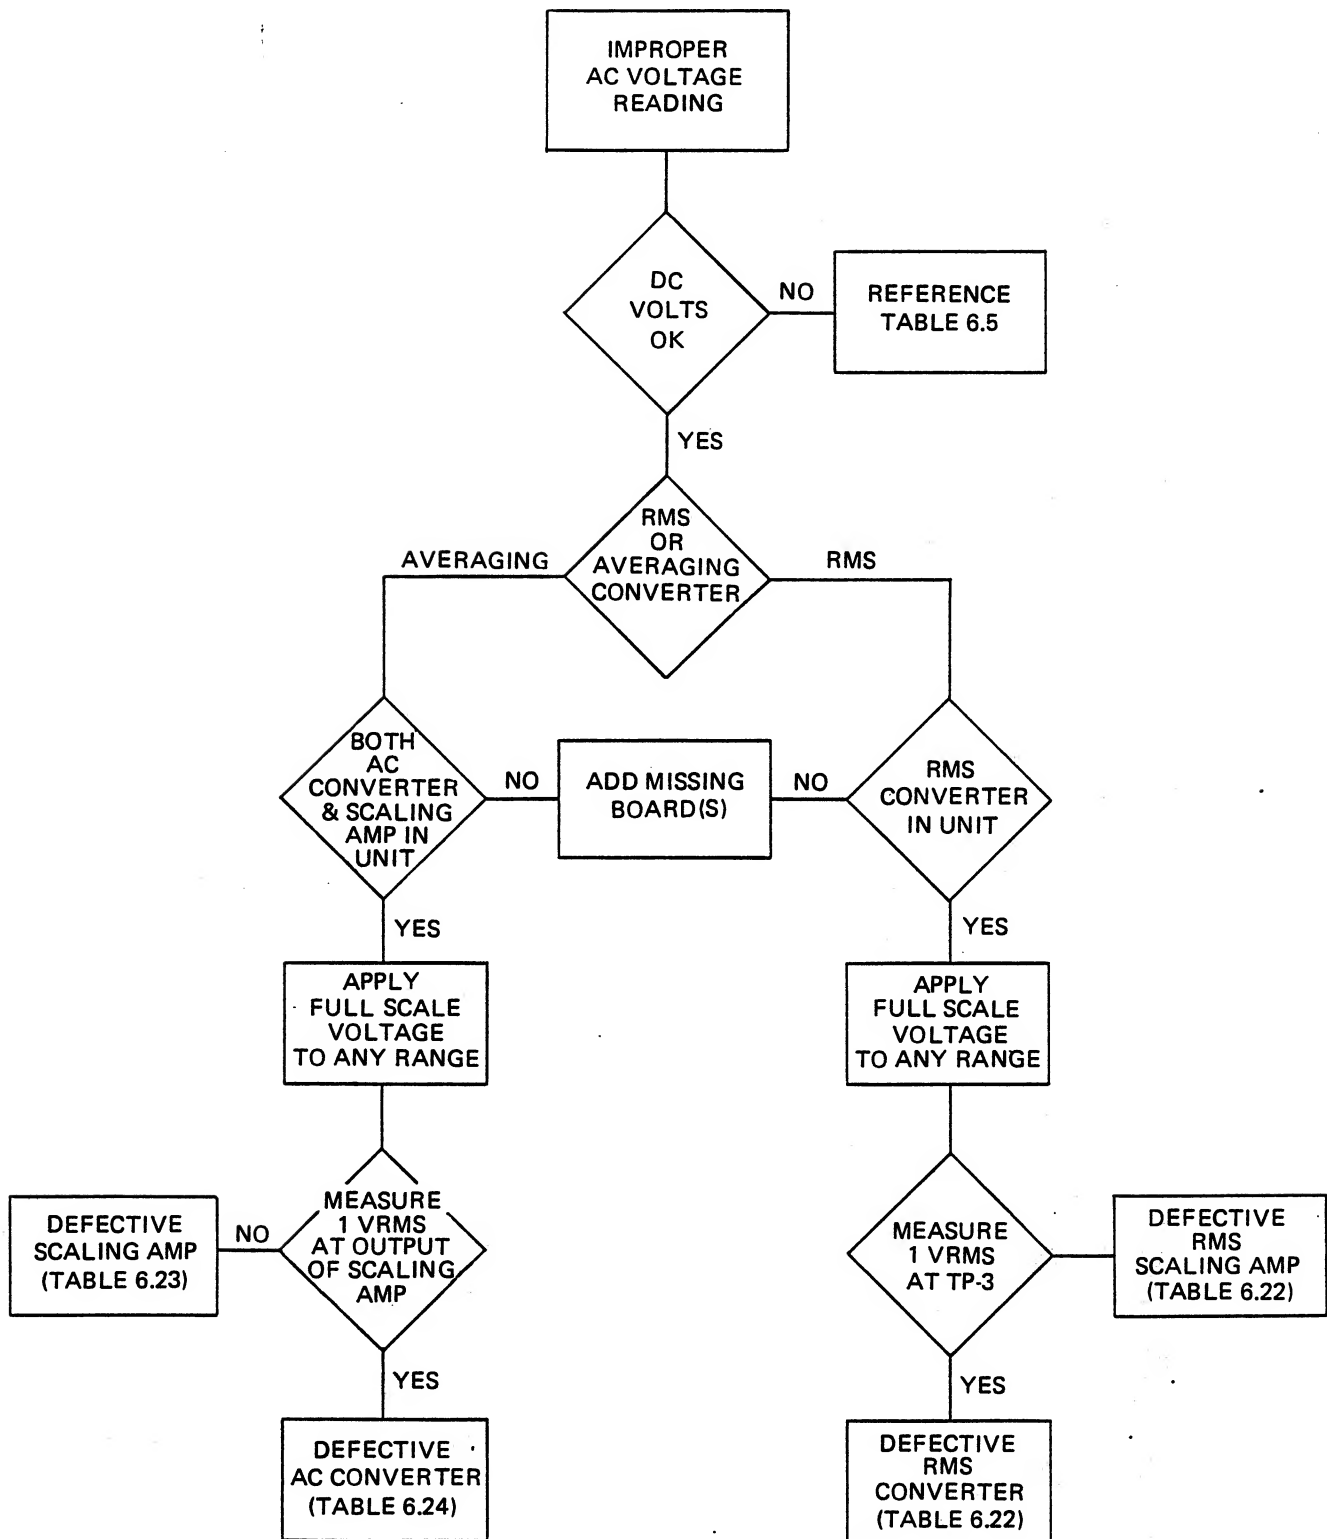 IMPROPER
AC VOLTAGE
READING
DC
VOLTS
OK
NO
REFERENCE
TABLE 6.5
YES
RMS
OR
AVERAGING
CONVERTER
AVERAGING
RMS
BOTH
AC
CONVERTER
& SCALING
AMP IN
UNIT
NO
ADD MISSING
BOARD(S)
NO
RMS
CONVERTER
IN UNIT
YES
YES
APPLY
FULL SCALE
VOLTAGE
TO ANY RANGE
APPLY
FULL SCALE
VOLTAGE
TO ANY RANGE
DEFECTIVE
SCALING AMP
(TABLE 6.23)
NO
MEASURE
1 VRMS
AT OUTPUT
OF SCALING
AMP
MEASURE
1 VRMS
AT TP-3
DEFECTIVE
RMS
SCALING AMP
(TABLE 6.22)
YES
YES
DEFECTIVE
AC CONVERTER
(TABLE 6.24)
DEFECTIVE
RMS
CONVERTER
(TABLE 6.22)